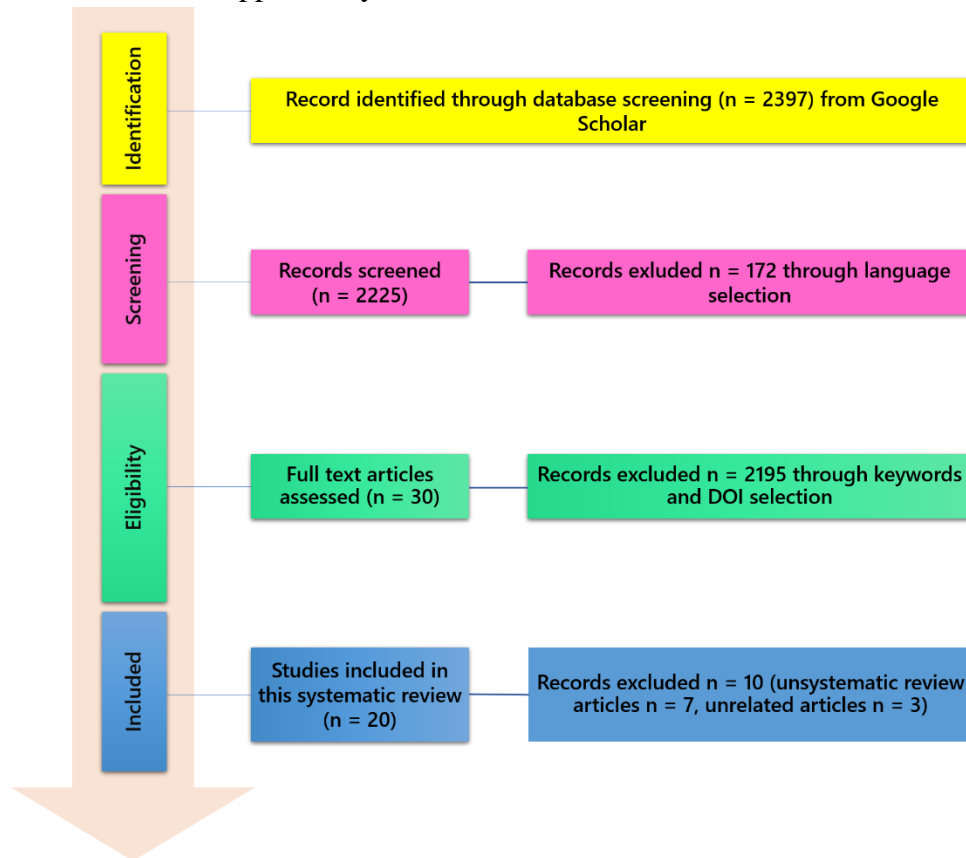 Identification
Record identified through database screening (n = 2397) from Google
Scholar
Screening
Records screened
(n = 2225)
Records exluded n = 172 through language
selection
Eligibility
Full text articles
assessed (n = 30)
Records excluded n = 2195 through keywords
and DOI selection
Included
Studies included in
this systematic review
(n = 20)
Records excluded n = 10 (unsystematic review
articles n = 7, unrelated articles n = 3)